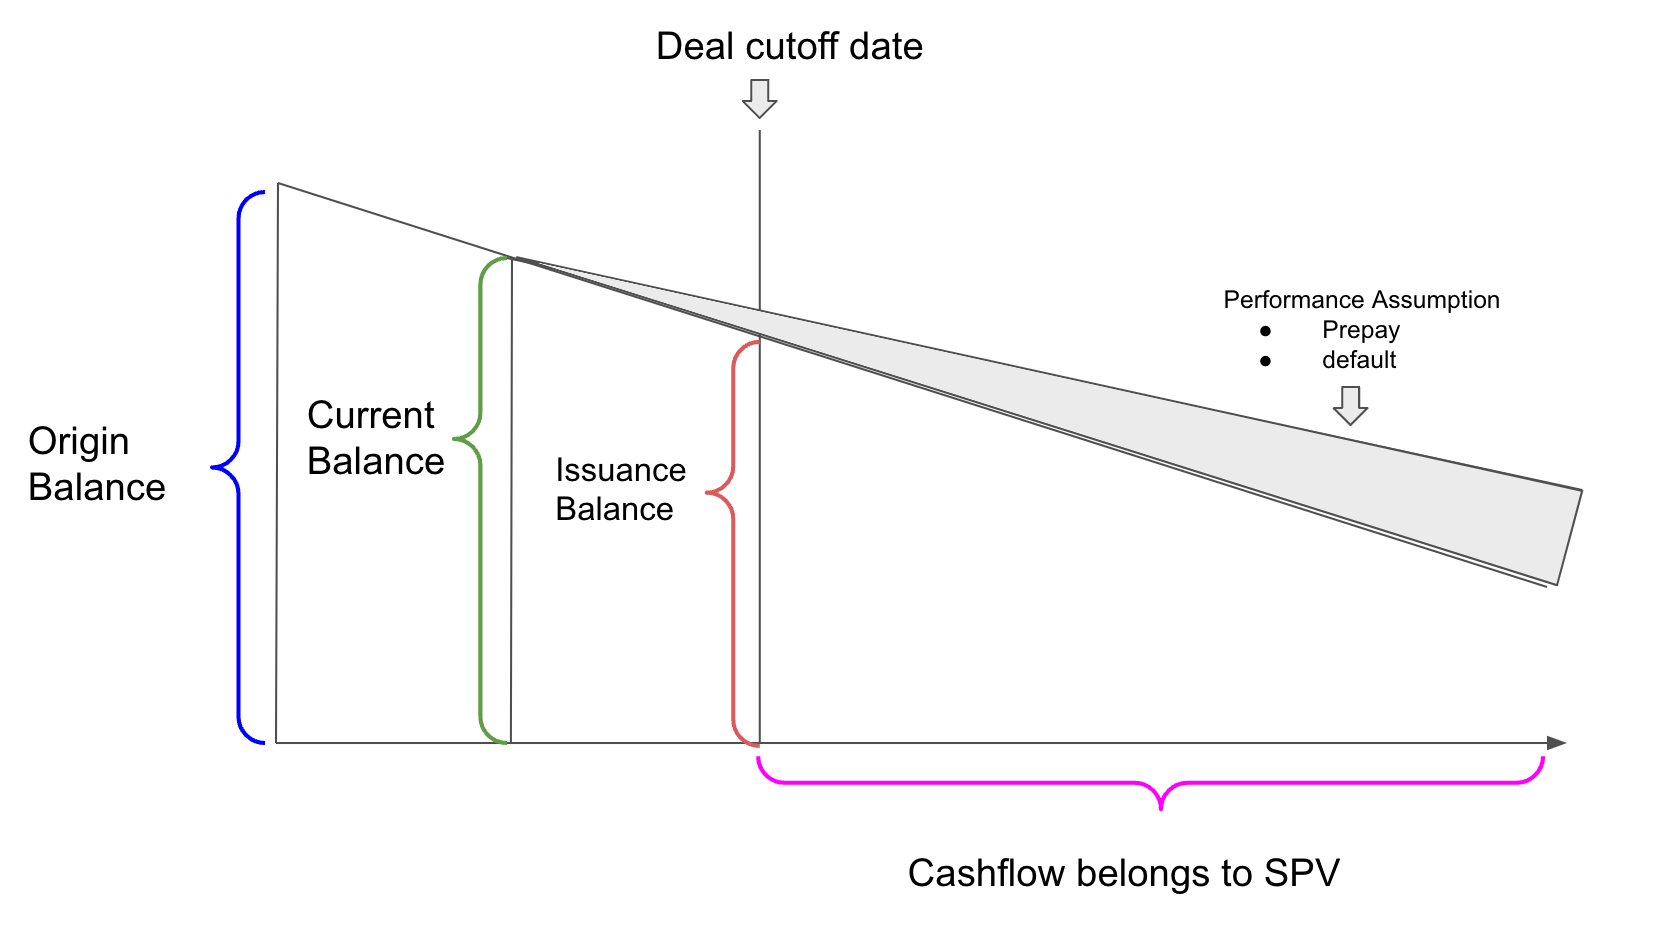 Deal cutoff date
Performance Assumption
● Prepay
● default
Current
Balance
Origin
Balance
Issuance
Balance
Cashflow belongs to SPV